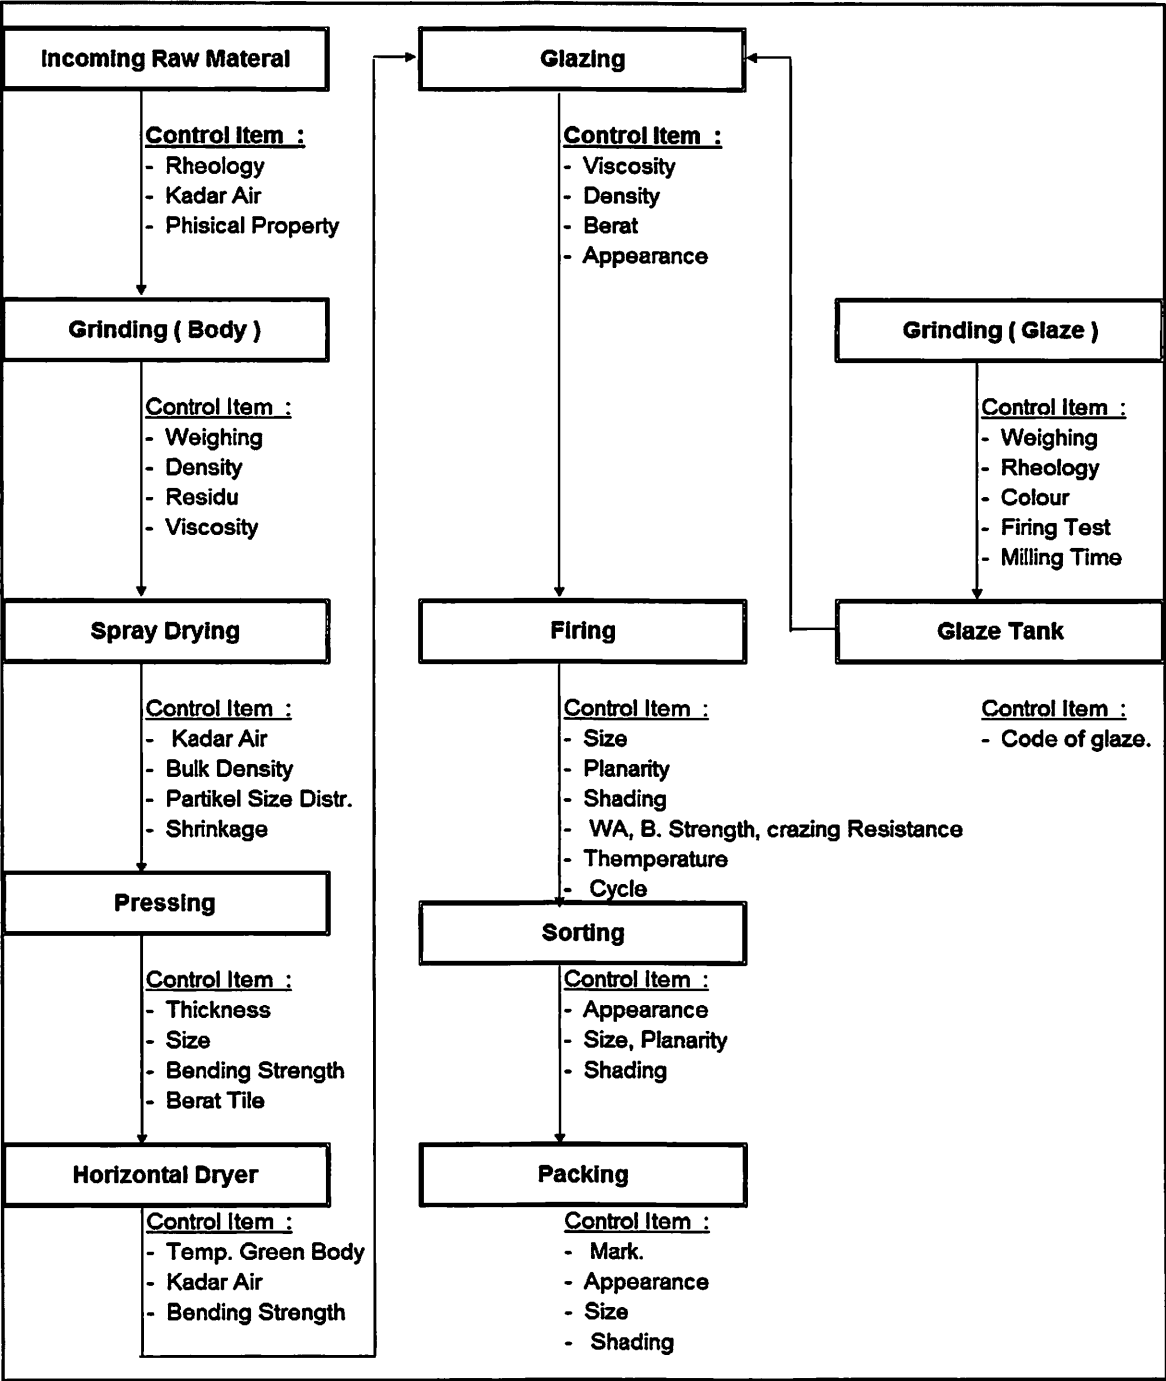 Incoming Raw Materal
Control Item :
- Rheology
- Kadar Air
- Phisical Property
Grinding ( Body )
Control Item :
- Weighing
- Density
- Residu
- Viscosity
Spray Drying
Control Item :
- Kadar Air
- Bulk Density
- Partikel Size Distr.
- Shrinkage
Pressing
Control Item :
- Thickness
- Size
- Bending Strength
- Berat Tile
Horizontal Dryer
Control Item :
- Temp. Green Body
- Kadar Air
- Bending Strength
Glazing
Control Item :
- Viscosity
- Density
- Berat
- Appearance
Firing
Control Item :
- Size
- Planarity
- Shading
- WA, B. Strength, crazing Resistance
- Themperature
- Cycle
Sorting
Control Item :
- Appearance
- Size, Planarity
- Shading
Packing
Control Item :
- Mark.
- Appearance
- Size
- Shading
Grinding ( Glaze )
Control Item :
- Weighing
- Rheology
- Colour
- Firing Test
- Milling Time
Glaze Tank
Control Item :
- Code of glaze.